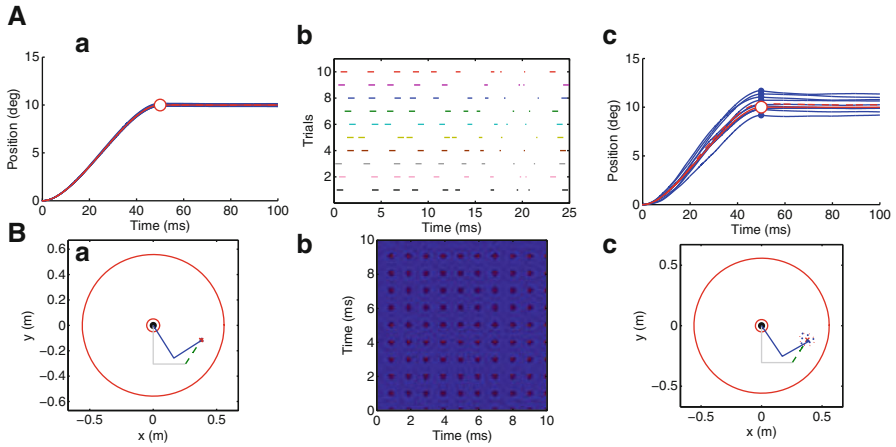 A
a
b
c
15
10
5
0
Position (deg)
0 20 40 60 80 100
Time (ms)
10
8
6
4
2
Trials
0 5 10 15 20 25
Time (ms)
15
10
5
0
Position (deg)
0 20 40 60 80 100
Time (ms)
B
a
b
c
0.6
0.4
0.2
0
−0.2
−0.4
−0.6
y (m)
−0.5 0 0.5
x (m)
10
8
6
4
2
0
Time (ms)
0 2 4 6 8 10
Time (ms)
0.5
0
−0.5
y (m)
−0.5 0 0.5
x (m)